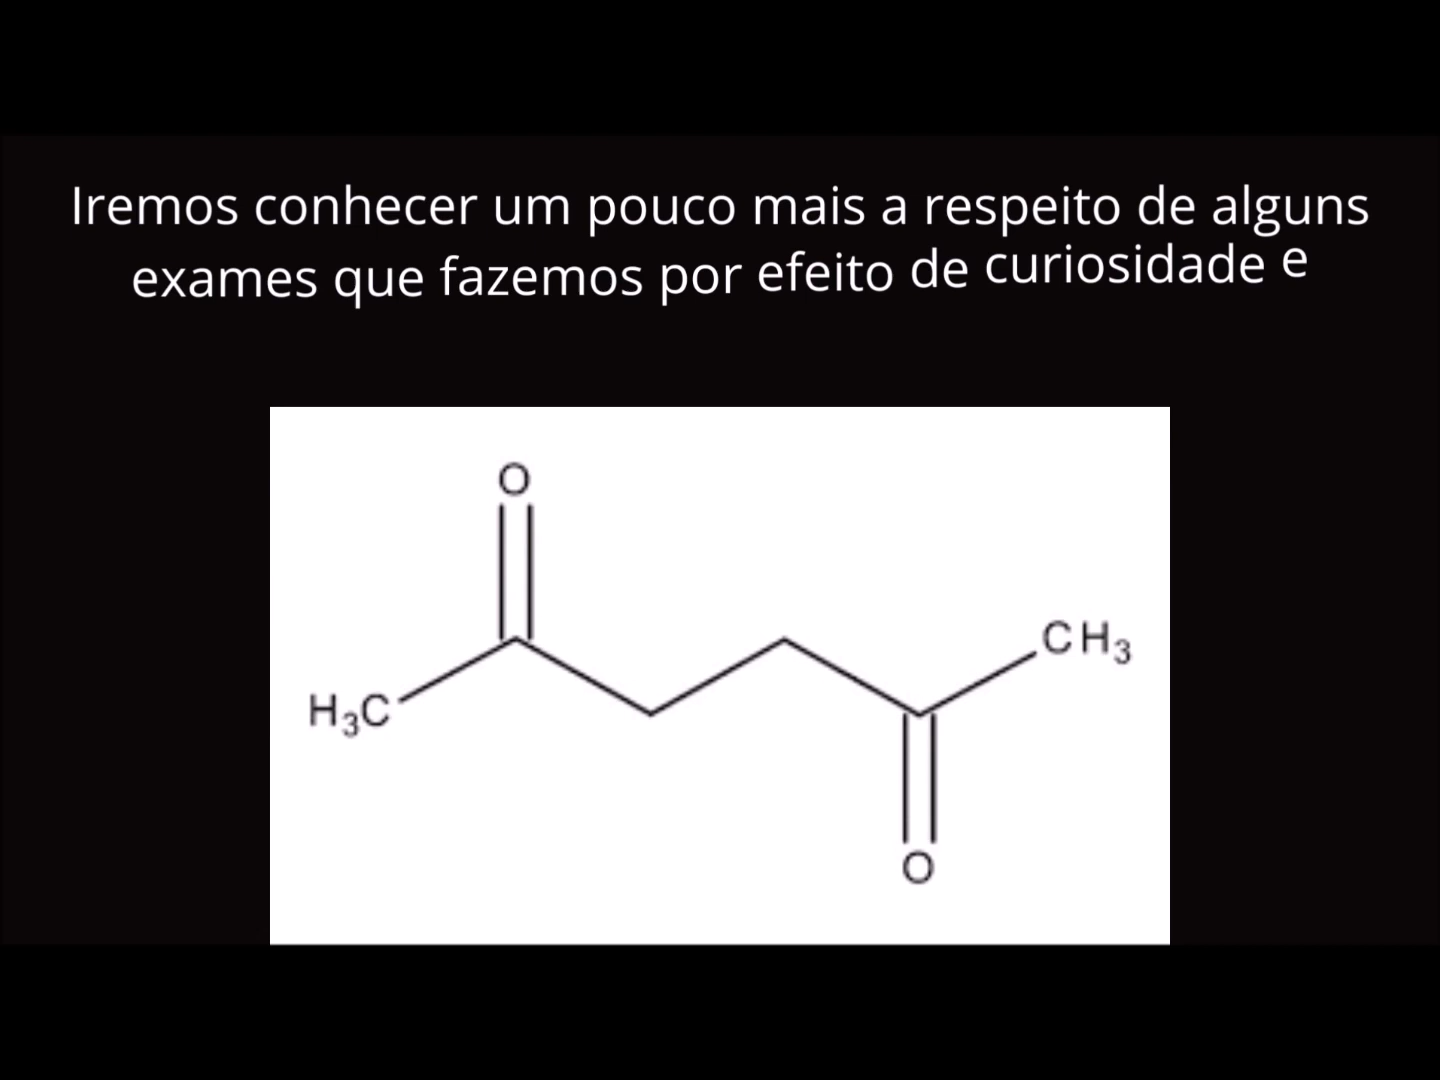 Iremos conhecer um pouco mais a respeito de alguns
exames que fazemos por efeito de curiosidade e
O
CH₃
H₃C
O